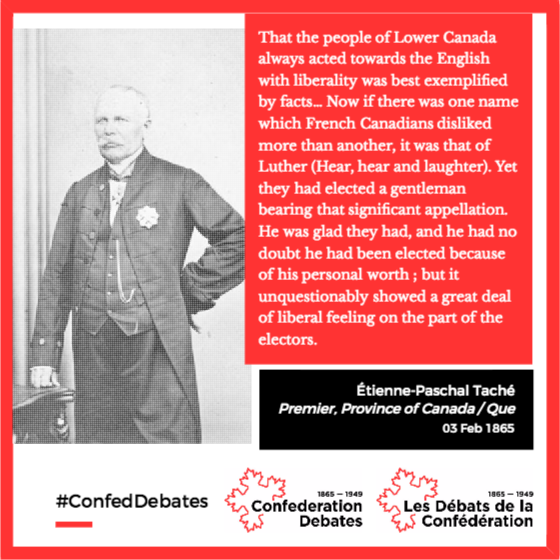 That the people of Lower Canada
always acted towards the English
with liberality was best exemplified
by facts... Now if there was one name
which French Canadians disliked
more than another, it was that of
Luther (Hear, hear and laughter). Yet
they had elected a gentleman
bearing that significant appellation.
He was glad they had, and he had no
doubt he had been elected because
of his personal worth ; but it
unquestionably showed a great deal
of liberal feeling on the part of the
electors.
Étienne-Paschal Taché
Premier, Province of Canada / Que
03 Feb 1865
#ConfedDebates
1865 — 1949
Confederation
Debates
1865 — 1949
Les Débats de la
Confédération